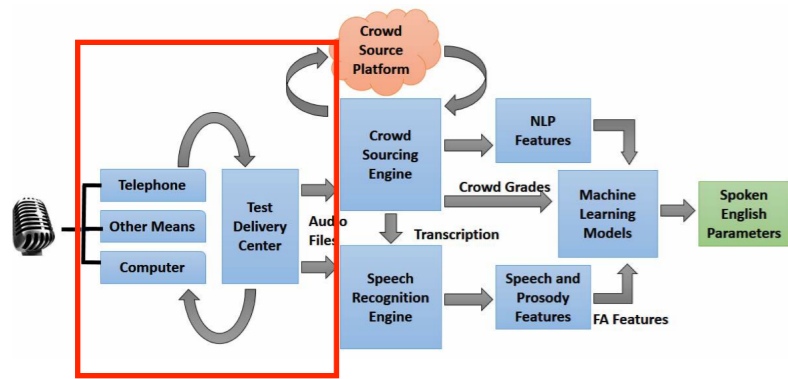 Crowd
Source
Platform
Telephone
Other Means
Computer
Test
Delivery
Center
Audio
Files
Crowd
Sourcing
Engine
NLP
Features
Crowd Grades
Transcription
Speech
Recognition
Engine
Speech and
Prosody
Features
FA Features
Machine
Learning
Models
Spoken
English
Parameters